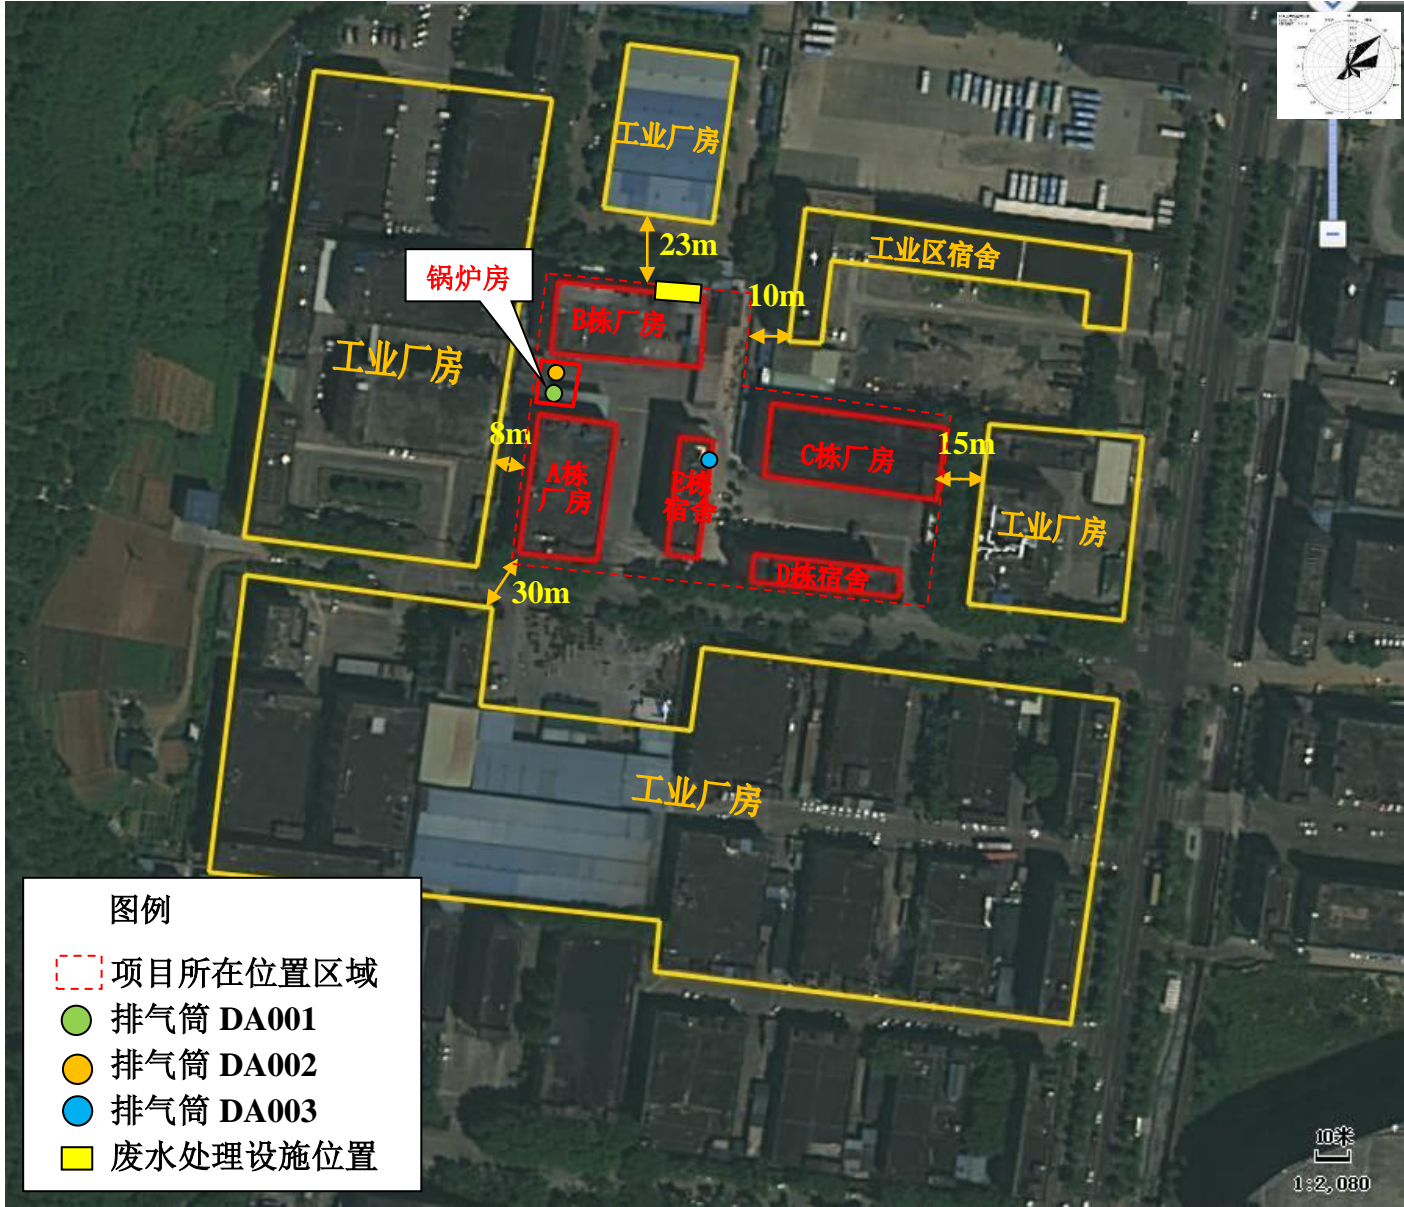 工业厂房
23m
工业区宿舍
锅炉房
10m
B栋厂房
工业厂房
8m
A栋
厂房
E栋
宿舍
C栋厂房
15m
工业厂房
D栋宿舍
30m
工业厂房
图例
项目所在位置区域
排气筒 DA001
排气筒 DA002
排气筒 DA003
废水处理设施位置
10米
1:2,080